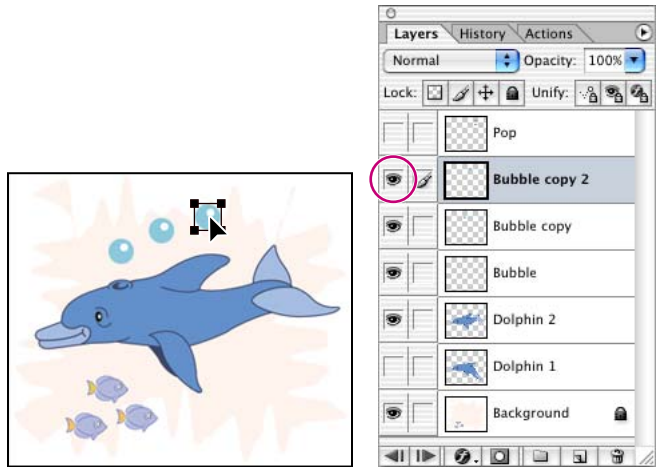 Layers History Actions
Normal Opacity: 100%
Lock: Unify:
Pop
Bubble copy 2
Bubble copy
Bubble
Dolphin 2
Dolphin 1
Background